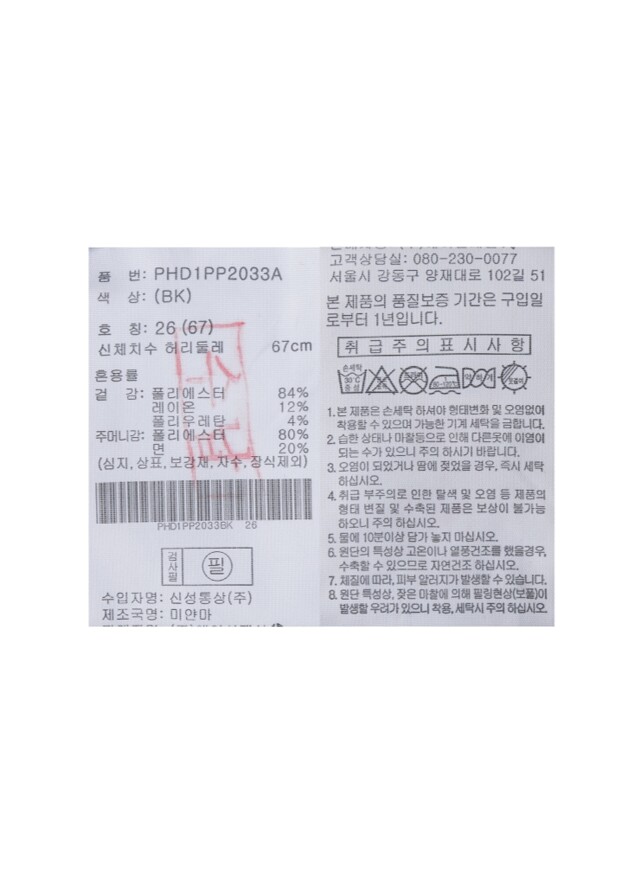 품 번: PHD1PP2033A
색 상: (BK)
호 칭: 26 (67)
신체치수 허리둘레 67cm
혼용률
겉 감: 폴리에스터 84%
레이온 12%
폴리우레탄 4%
주머니감: 폴리에스터 80%
면 20%
(심지, 상표, 보강재, 자수, 장식제외)
PHD1PP2033BK 26
검사필 필
수입자명: 신성통상(주)
제조국명: 미얀마
고객상담실: 080-230-0077
서울시 강동구 양재대로 102길 51
본 제품의 품질보증 기간은 구입일
로부터 1년입니다.
취급주의표시사항
손세탁
30℃
중성
80~120℃
옷걸이
1. 본 제품은 손세탁 하셔야 형태변화 및 오염없이
착용할 수 있으며 가능한 기계 세탁을 금합니다.
2. 습한 상태나 마찰등으로 인해 다른옷에 이염이
되는 수가 있으니 주의 하시기 바랍니다.
3. 오염이 되었거나 땀에 젖었을 경우, 즉시 세탁
하십시오.
4. 취급 부주의로 인한 탈색 및 오염 등 제품의
형태 변질 및 수축된 제품은 보상이 불가능
하오니 주의 하십시오.
5. 물에 10분이상 담가 놓지 마십시오.
6. 원단의 특성상 고온이나 열풍건조를 했을경우,
수축할 수 있으므로 자연건조 하십시오.
7. 체질에 따라, 피부 알러지가 발생할 수 있습니다.
8. 원단 특성상, 잦은 마찰에 의해 필링현상(보풀)이
발생할 우려가 있으니 착용, 세탁시 주의 하십시오.